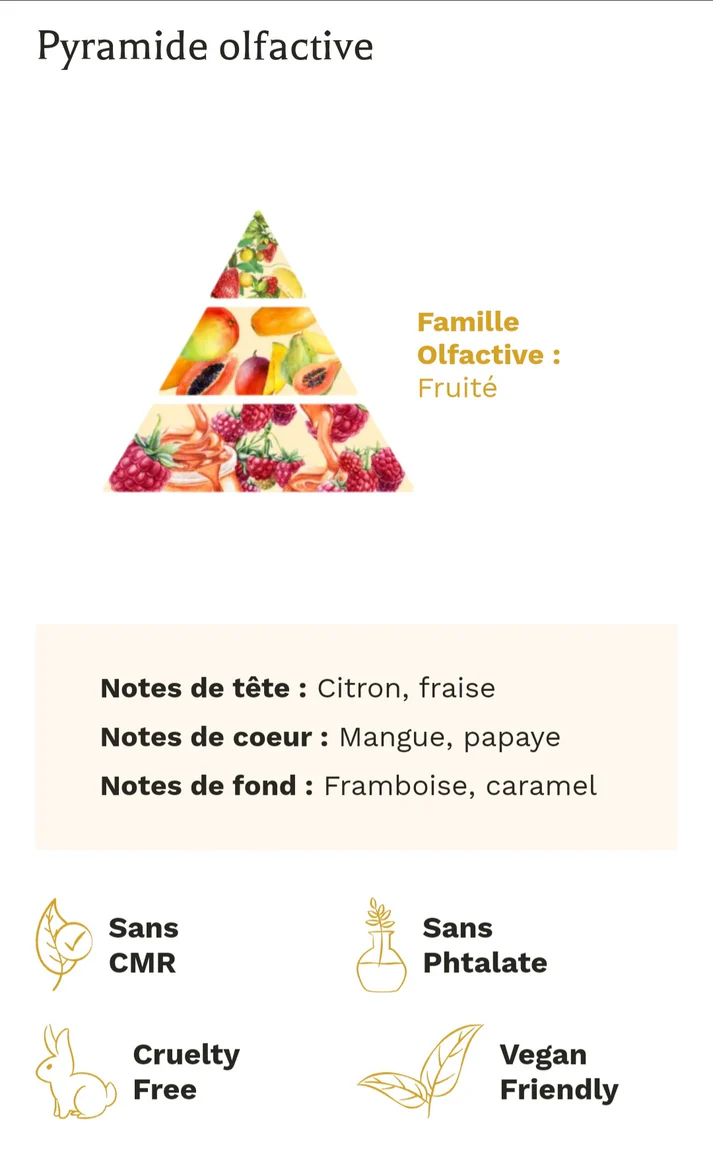 Pyramide olfactive
Famille
Olfactive :
Fruité
Notes de tête : Citron, fraise
Notes de coeur : Mangue, papaye
Notes de fond : Framboise, caramel
Sans
CMR
Sans
Phtalate
Cruelty
Free
Vegan
Friendly